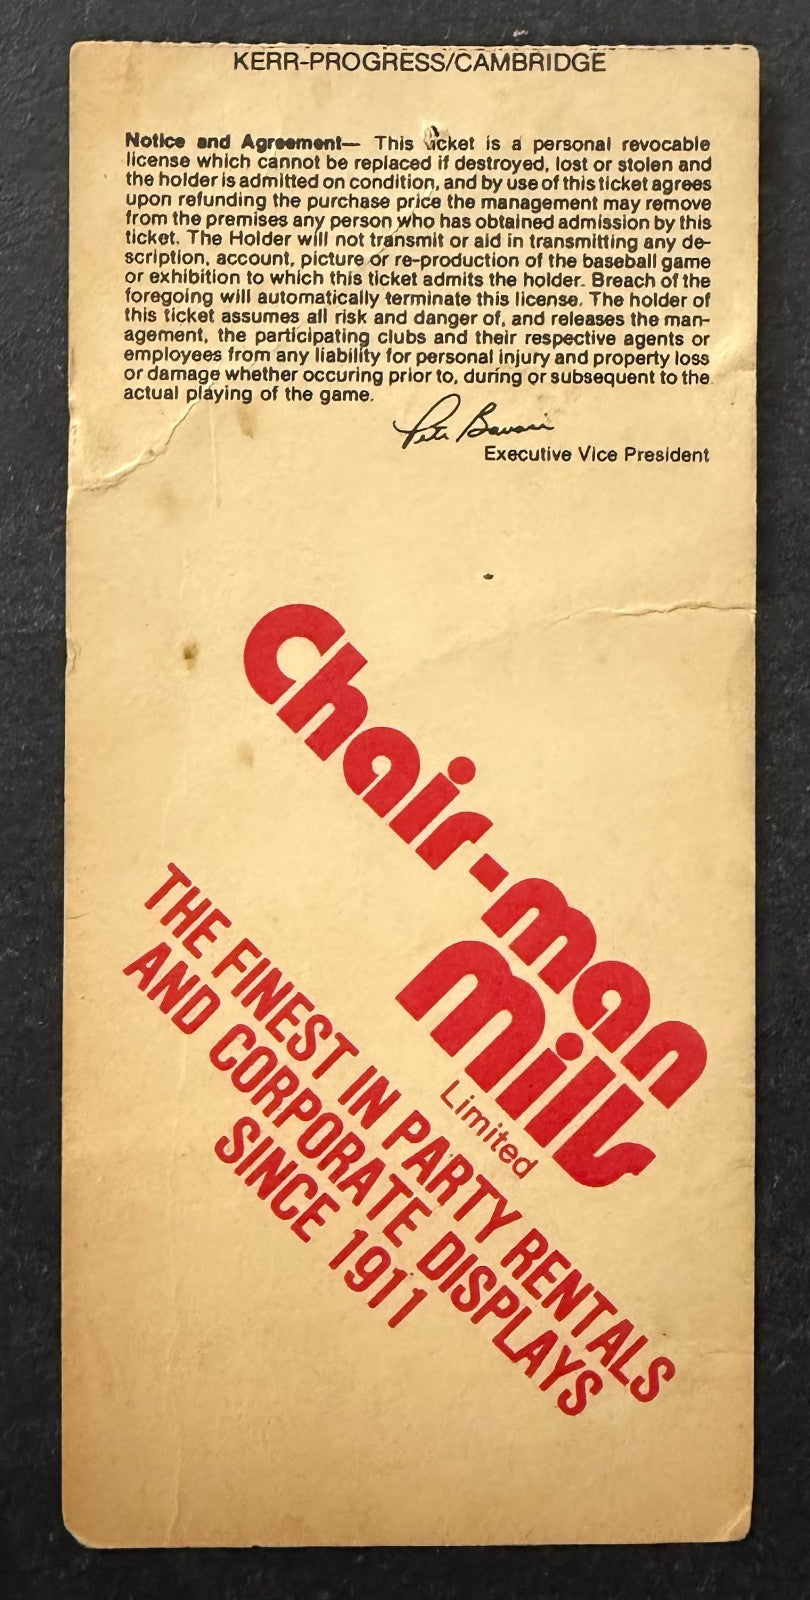 KERR-PROGRESS/CAMBRIDGE
Notice and Agreement— This ticket is a personal revocable
license which cannot be replaced if destroyed, lost or stolen and
the holder is admitted on condition, and by use of this ticket agrees
upon refunding the purchase price the management may remove
from the premises any person who has obtained admission by this
ticket. The Holder will not transmit or aid in transmitting any de-
scription, account, picture or re-production of the baseball game
or exhibition to which this ticket admits the holder. Breach of the
foregoing will automatically terminate this license. The holder of
this ticket assumes all risk and danger of, and releases the man-
agement, the participating clubs and their respective agents or
employees from any liability for personal injury and property loss
or damage whether occuring prior to, during or subsequent to the
actual playing of the game.
Pete Bavasi
Executive Vice President
Chair-man
Mills
Limited
THE FINEST IN PARTY RENTALS
AND CORPORATE DISPLAYS
SINCE 1911